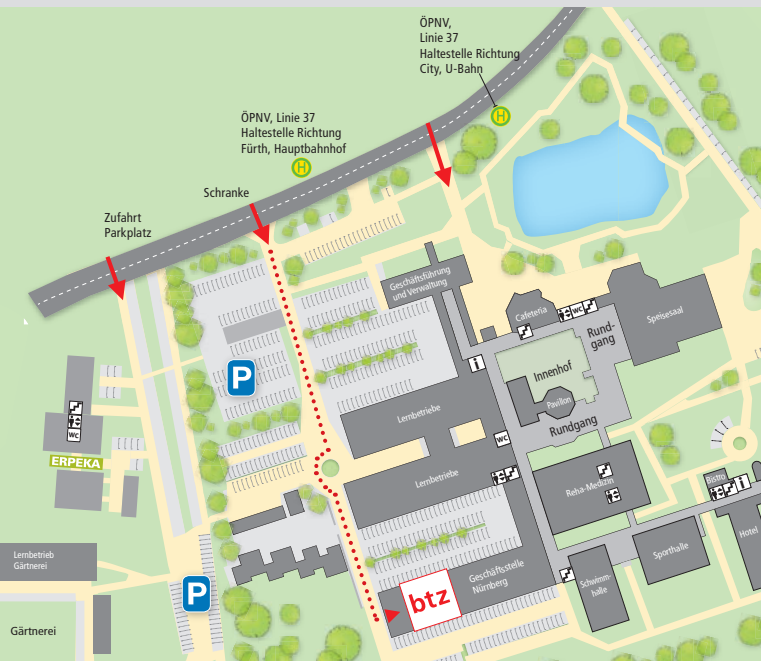 ÖPNV,
Linie 37
Haltestelle Richtung
City, U-Bahn
H
ÖPNV, Linie 37
Haltestelle Richtung
Fürth, Hauptbahnhof
H
Schranke
Zufahrt
Parkplatz
Geschäftsführung
und Verwaltung
Cafeteria
WC
Rund-
gang
Speisesaal
i
Innenhof
Pavillon
Rundgang
P
Lernbetriebe
WC
Lernbetriebe
WC
ERPEKA
Reha-Medizin
Bistro
i
Hotel
Sporthalle
Schwimm-
halle
Geschäftsstelle
Nürnberg
btz
Lernbetrieb
Gärtnerei
P
Gärtnerei